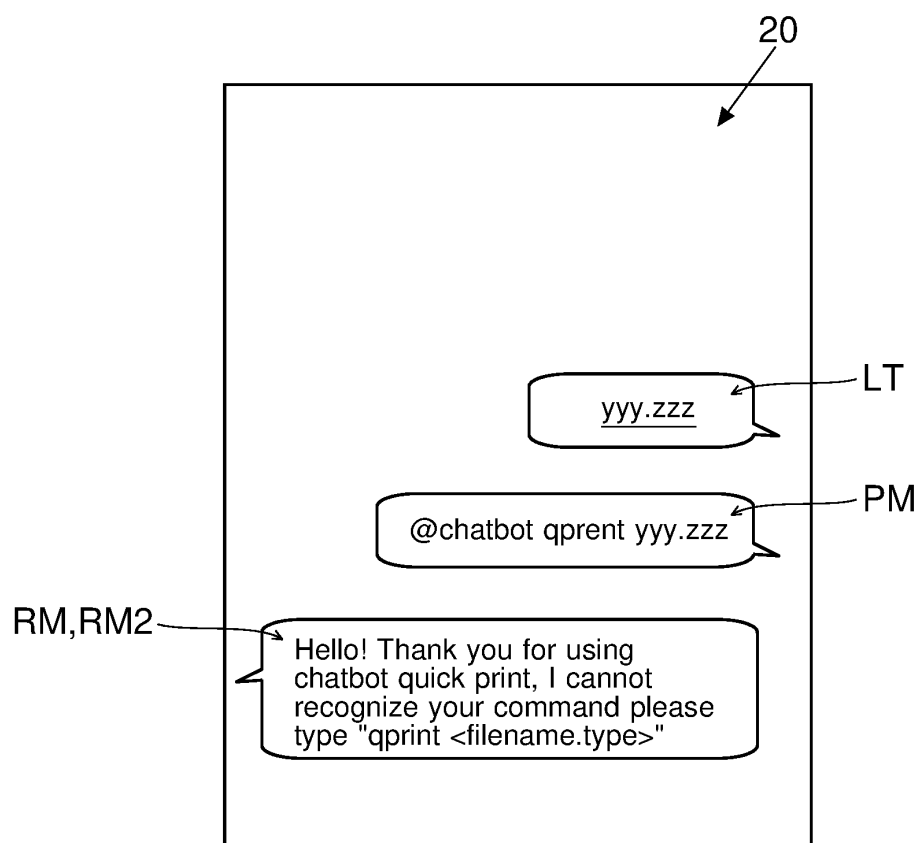 20
yyy.zzz
LT
@chatbot qprent yyy.zzz
PM
RM,RM2
Hello! Thank you for using
chatbot quick print, I cannot
recognize your command please
type "qprint <filename.type>"